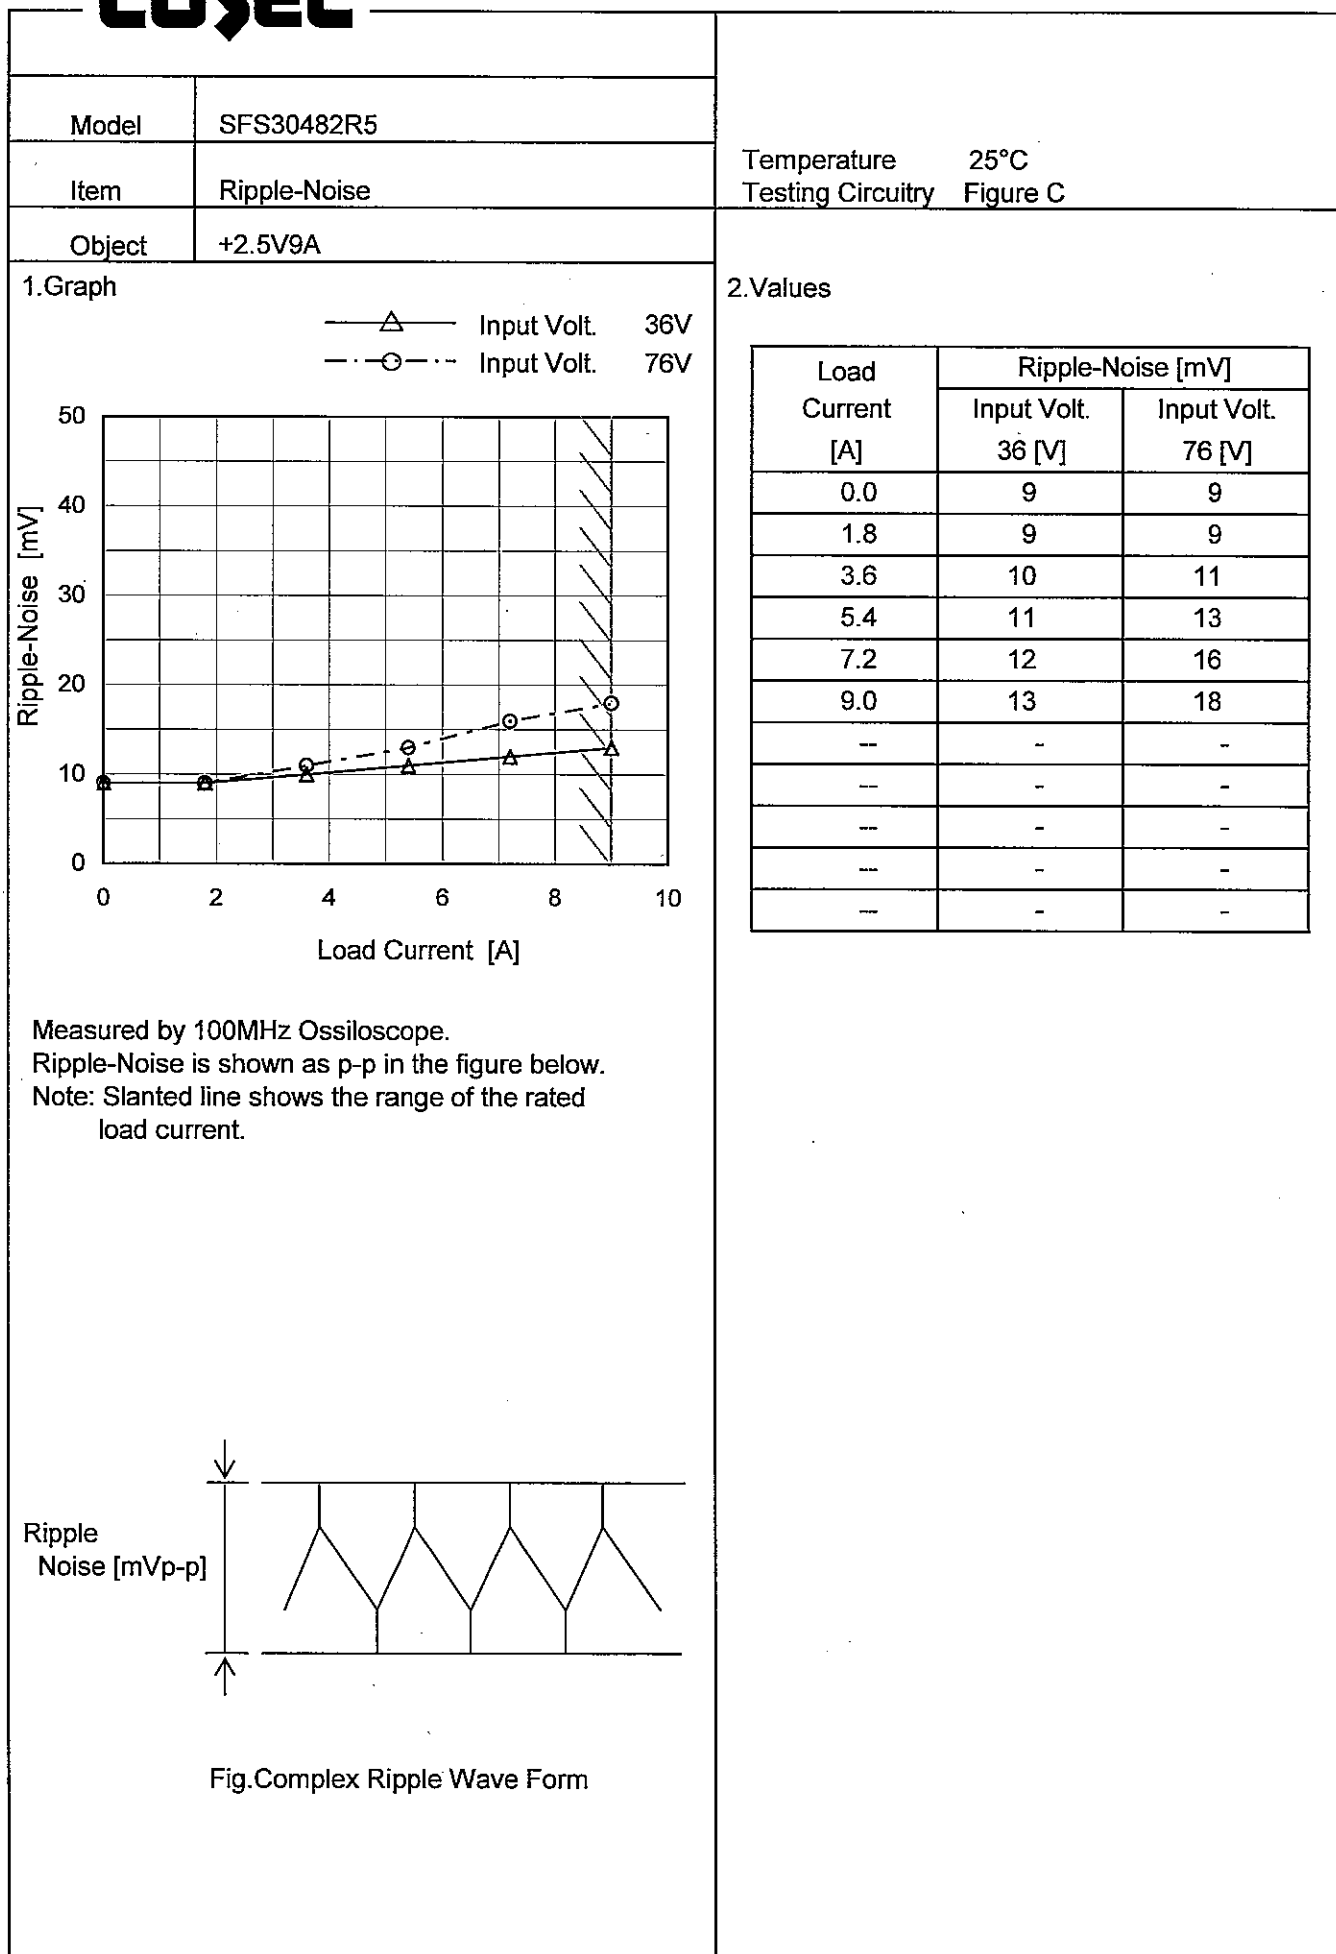 COSEL
Model SFS30482R5
Item Ripple-Noise
Object +2.5V9A
Temperature 25°C
Testing Circuitry Figure C
1.Graph
Input Volt. 36V
Input Volt. 76V
50
40
30
20
10
0
Ripple-Noise [mV]
0 2 4 6 8 10
Load Current [A]
Measured by 100MHz Ossiloscope.
Ripple-Noise is shown as p-p in the figure below.
Note: Slanted line shows the range of the rated
load current.
Ripple
Noise [mVp-p]
Fig.Complex Ripple Wave Form
2.Values
Load Ripple-Noise [mV]
Current Input Volt. Input Volt.
[A] 36 [V] 76 [V]
0.0 9 9
1.8 9 9
3.6 10 11
5.4 11 13
7.2 12 16
9.0 13 18
-- - -
-- - -
-- - -
-- - -
-- - -